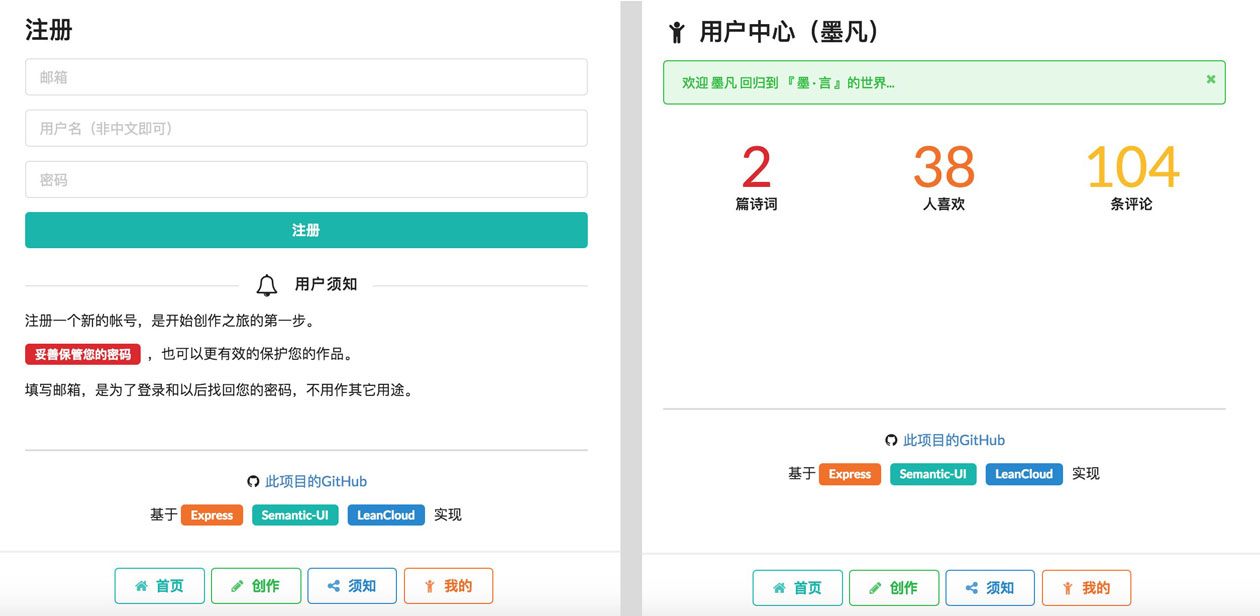 注册
邮箱
用户名（非中文即可）
密码
注册
用户须知
注册一个新的帐号，是开始创作之旅的第一步。
妥善保管您的密码 ，也可以更有效的保护您的作品。
填写邮箱，是为了登录和以后找回您的密码，不用作其它用途。
此项目的GitHub
基于 Express Semantic-UI LeanCloud 实现
首页 创作 须知 我的
用户中心（墨凡）
欢迎 墨凡 回归到 『 墨·言 』的世界...
2 38 104
篇诗词 人喜欢 条评论
此项目的GitHub
基于 Express Semantic-UI LeanCloud 实现
首页 创作 须知 我的